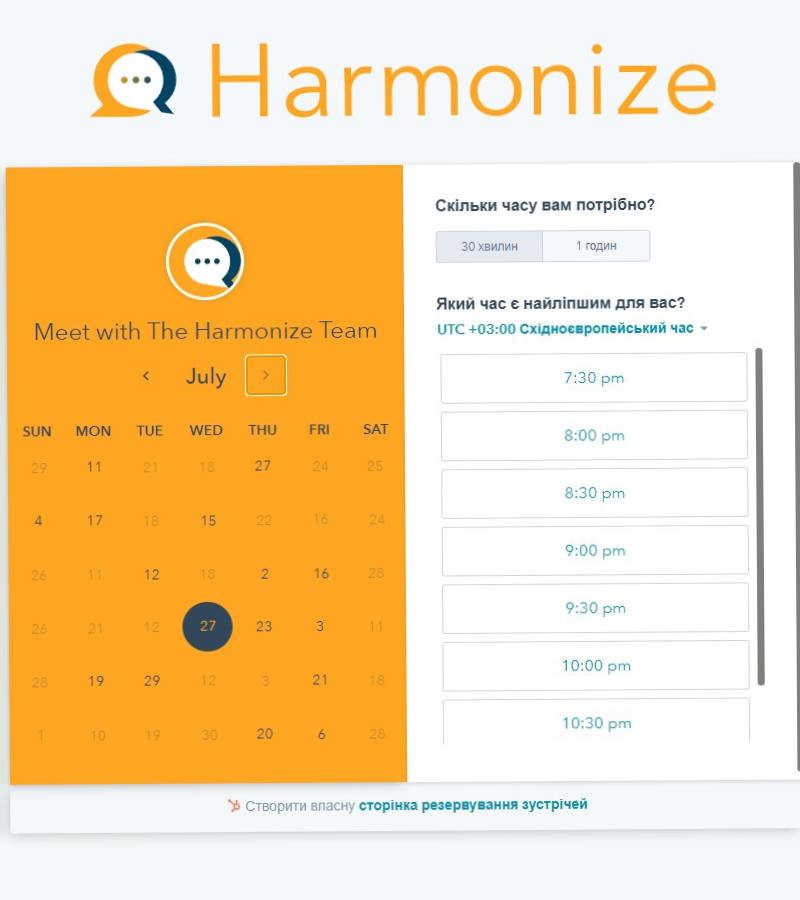 Harmonize
Meet with The Harmonize Team
July
SUN MON TUE WED THU FRI SAT
29 11 21 18 27 24 25
4 17 18 15 22 16 24
26 11 12 18 2 16 28
26 21 12 27 23 3 11
28 19 29 12 3 21 18
1 10 19 30 20 6 28
Скільки часу вам потрібно?
30 хвилин 1 годин
Який час є найліпшим для вас?
UTC +03:00 Східноєвропейський час
7:30 pm
8:00 pm
8:30 pm
9:00 pm
9:30 pm
10:00 pm
10:30 pm
Створити власну сторінка резервування зустрічей